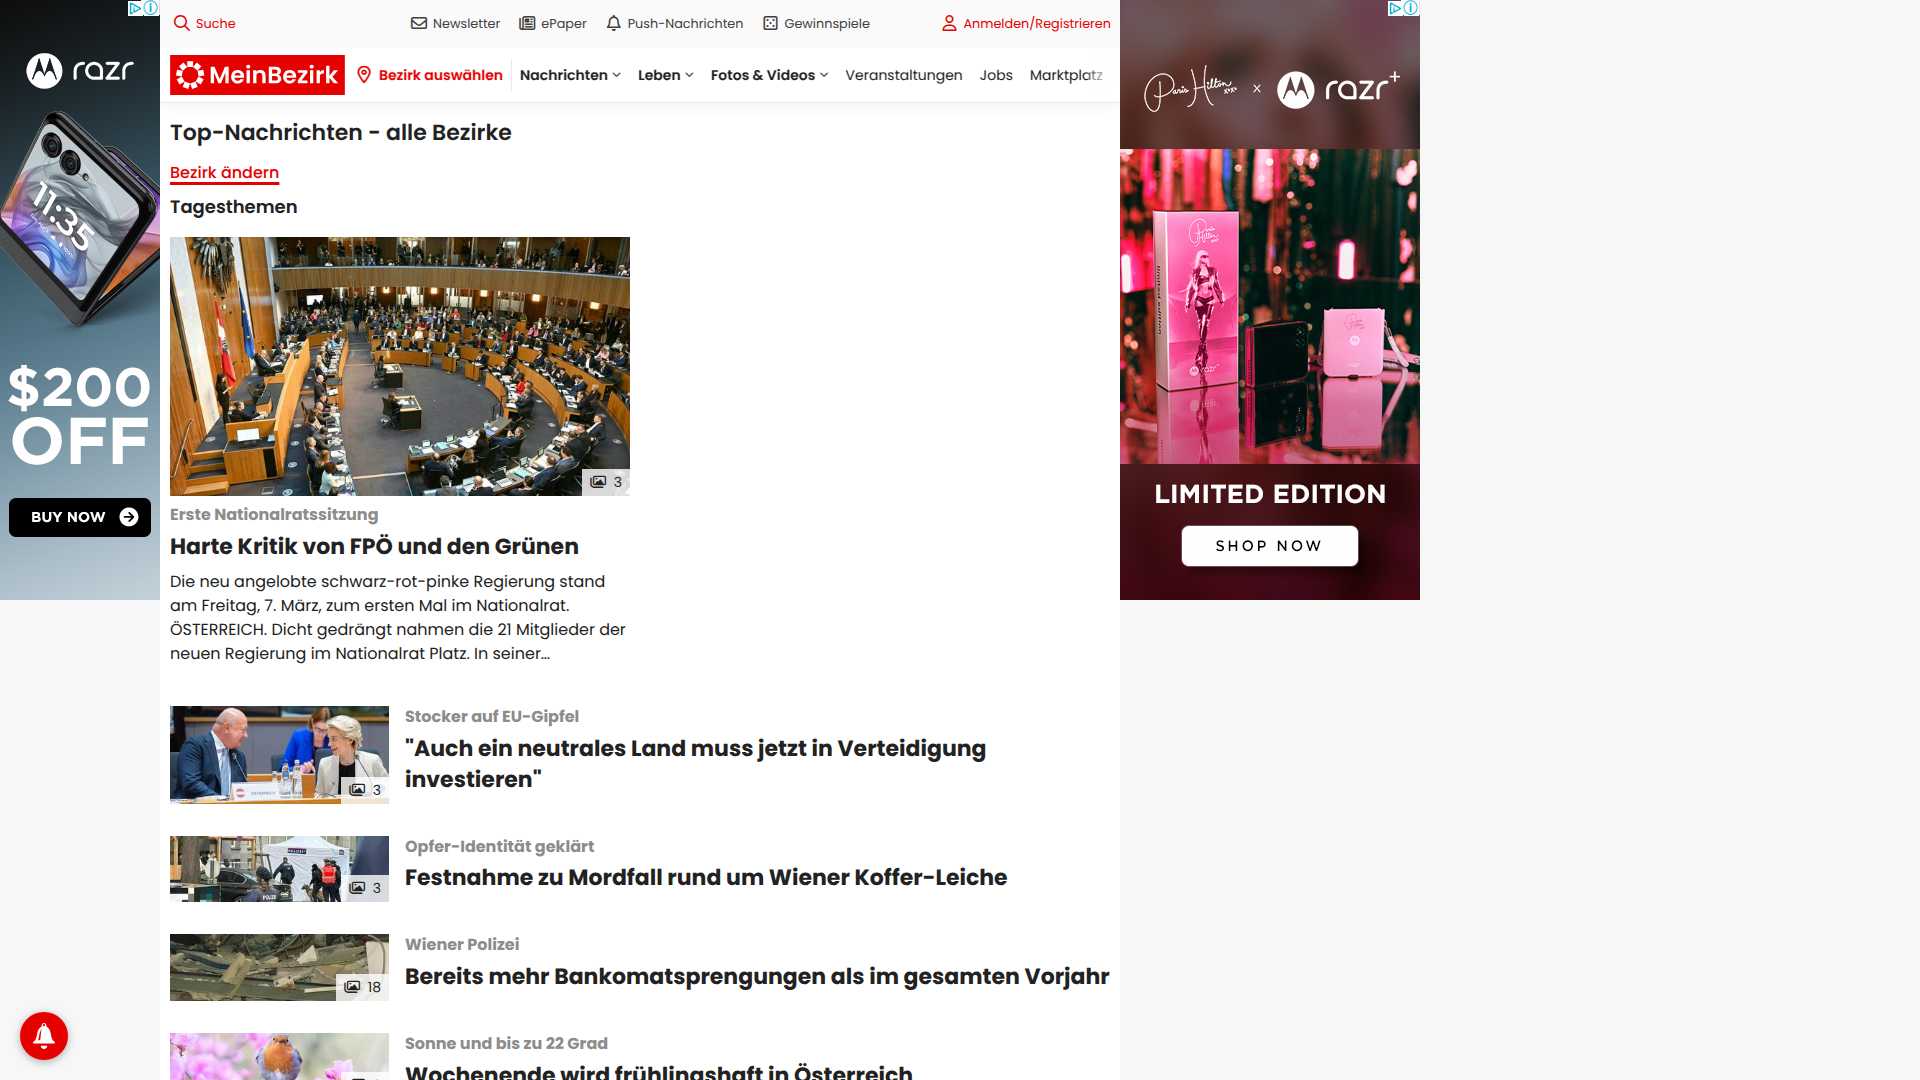 Suche
Newsletter
ePaper
Push-Nachrichten
Gewinnspiele
Anmelden/Registrieren
MeinBezirk
Bezirk auswählen
Nachrichten
Leben
Fotos & Videos
Veranstaltungen
Jobs
Marktplatz
razr
11:35
$200
OFF
BUY NOW
Paris Hilton x razr+
LIMITED EDITION
SHOP NOW
Top-Nachrichten - alle Bezirke
Bezirk ändern
Tagesthemen
3
Erste Nationalratssitzung
Harte Kritik von FPÖ und den Grünen
Die neu angelobte schwarz-rot-pinke Regierung stand
am Freitag, 7. März, zum ersten Mal im Nationalrat.
ÖSTERREICH. Dicht gedrängt nahmen die 21 Mitglieder der
neuen Regierung im Nationalrat Platz. In seiner...
3
Stocker auf EU-Gipfel
"Auch ein neutrales Land muss jetzt in Verteidigung
investieren"
3
Opfer-Identität geklärt
Festnahme zu Mordfall rund um Wiener Koffer-Leiche
18
Wiener Polizei
Bereits mehr Bankomatsprengungen als im gesamten Vorjahr
Sonne und bis zu 22 Grad
Wochenende wird frühlingshaft in Österreich